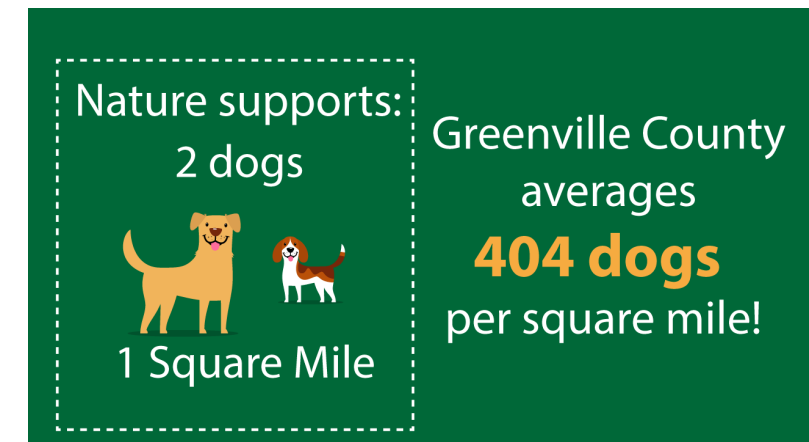 Nature supports:
2 dogs
1 Square Mile
Greenville County
averages
404 dogs
per square mile!